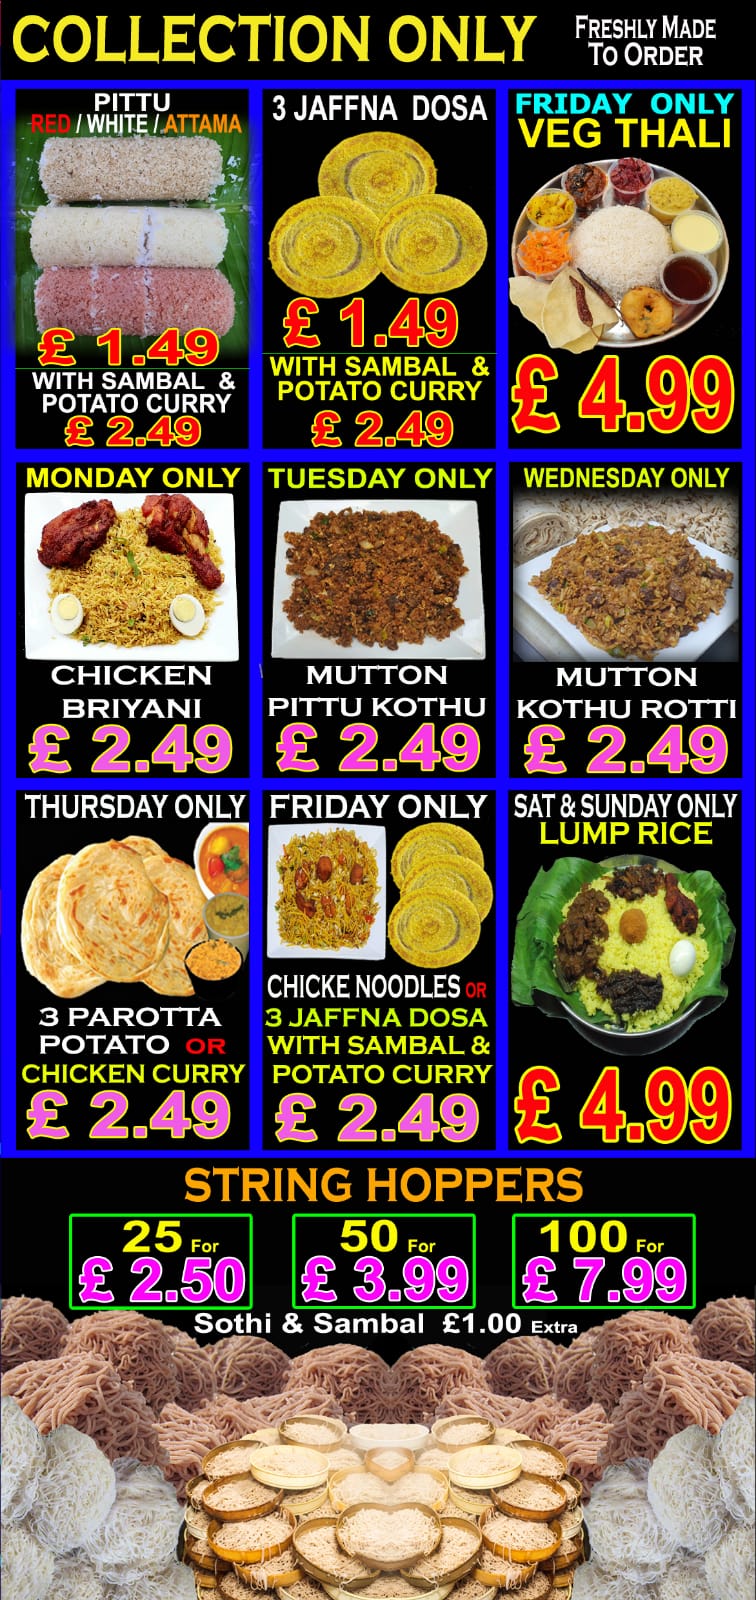 COLLECTION ONLY
FRESHLY MADE
TO ORDER
PITTU
RED / WHITE / ATTAMA
£ 1.49
WITH SAMBAL &
POTATO CURRY
£ 2.49
3 JAFFNA DOSA
£ 1.49
WITH SAMBAL &
POTATO CURRY
£ 2.49
FRIDAY ONLY
VEG THALI
£ 4.99
MONDAY ONLY
CHICKEN
BRIYANI
£ 2.49
TUESDAY ONLY
MUTTON
PITTU KOTHU
£ 2.49
WEDNESDAY ONLY
MUTTON
KOTHU ROTTI
£ 2.49
THURSDAY ONLY
3 PAROTTA
POTATO OR
CHICKEN CURRY
£ 2.49
FRIDAY ONLY
CHICKE NOODLES OR
3 JAFFNA DOSA
WITH SAMBAL &
POTATO CURRY
£ 2.49
SAT & SUNDAY ONLY
LUMP RICE
£ 4.99
STRING HOPPERS
25 For
£ 2.50
50 For
£ 3.99
100 For
£ 7.99
Sothi & Sambal £1.00 Extra